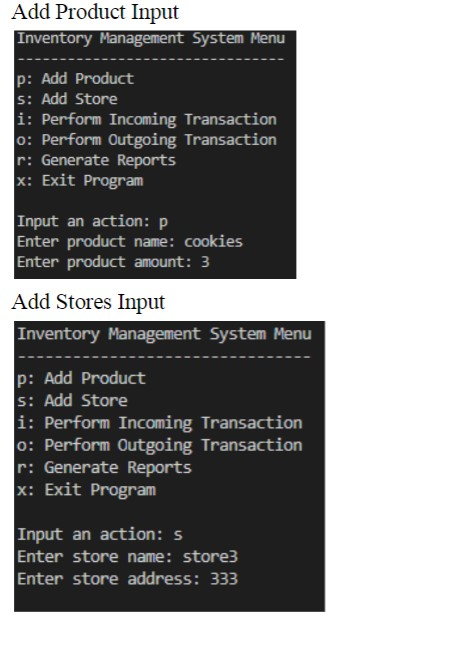 Add Product Input
Inventory Management System Menu
--------------------------------
p: Add Product
s: Add Store
i: Perform Incoming Transaction
o: Perform Outgoing Transaction
r: Generate Reports
x: Exit Program
Input an action: p
Enter product name: cookies
Enter product amount: 3
Add Stores Input
Inventory Management System Menu
--------------------------------
p: Add Product
s: Add Store
i: Perform Incoming Transaction
o: Perform Outgoing Transaction
r: Generate Reports
x: Exit Program
Input an action: s
Enter store name: store3
Enter store address: 333